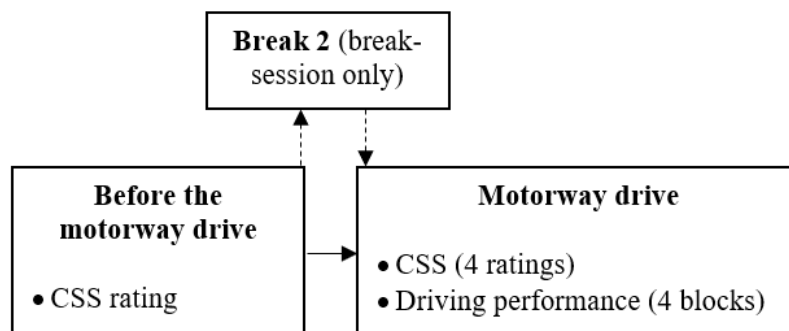 Break 2 (break-
session only)
Before the
motorway drive
• CSS rating
Motorway drive
• CSS (4 ratings)
• Driving performance (4 blocks)